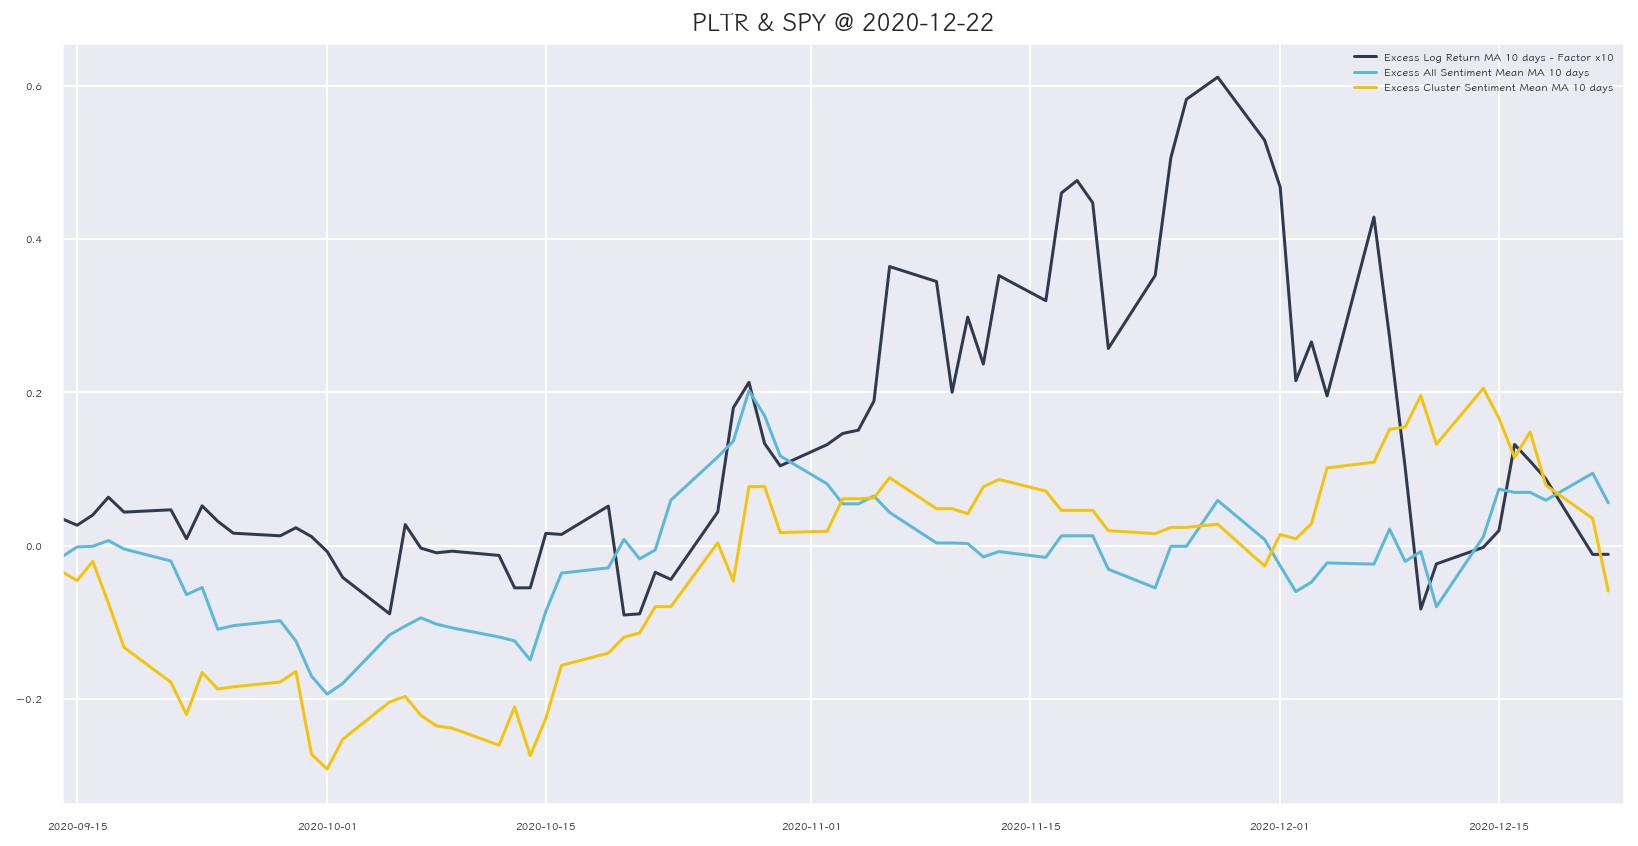 PLTR & SPY @ 2020-12-22
Excess Log Return MA 10 days - Factor x10
Excess All Sentiment Mean MA 10 days
Excess Cluster Sentiment Mean MA 10 days
0.6
0.4
0.2
0.0
−0.2
2020-09-15 2020-10-01 2020-10-15 2020-11-01 2020-11-15 2020-12-01 2020-12-15